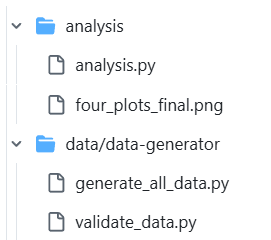 analysis
analysis.py
four_plots_final.png
data/data-generator
generate_all_data.py
validate_data.py